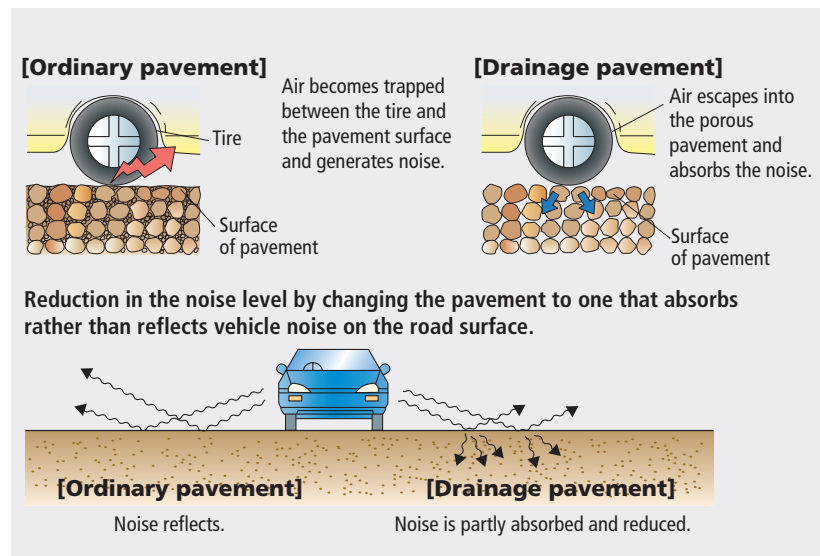 [Ordinary pavement]
Air becomes trapped
between the tire and
the pavement surface
and generates noise.
Tire
Surface
of pavement
[Drainage pavement]
Air escapes into
the porous
pavement and
absorbs the noise.
Surface
of pavement
Reduction in the noise level by changing the pavement to one that absorbs
rather than reflects vehicle noise on the road surface.
[Ordinary pavement]
Noise reflects.
[Drainage pavement]
Noise is partly absorbed and reduced.